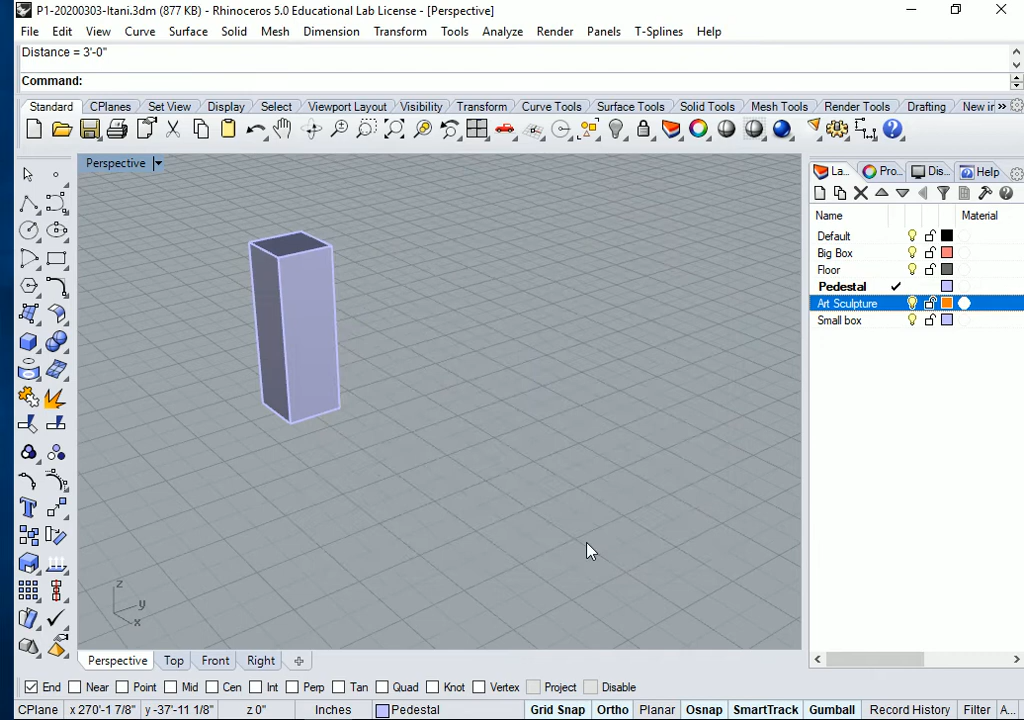 P1-20200303-Itani.3dm (877 KB) - Rhinoceros 5.0 Educational Lab License - [Perspective]
File Edit View Curve Surface Solid Mesh Dimension Transform Tools Analyze Render Panels T-Splines Help
Distance = 3'-0"
Command:
Standard CPlanes Set View Display Select Viewport Layout Visibility Transform Curve Tools Surface Tools Solid Tools Mesh Tools Render Tools Drafting New in »
Perspective
La... Pro... Dis... Help
Name Material
Default
Big Box
Floor
Pedestal
Art Sculpture
Small box
z
y
x
Perspective Top Front Right
End Near Point Mid Cen Int Perp Tan Quad Knot Vertex Project Disable
CPlane x 270'-1 7/8" y -37'-11 1/8" z 0" Inches Pedestal Grid Snap Ortho Planar Osnap SmartTrack Gumball Record History Filter A...